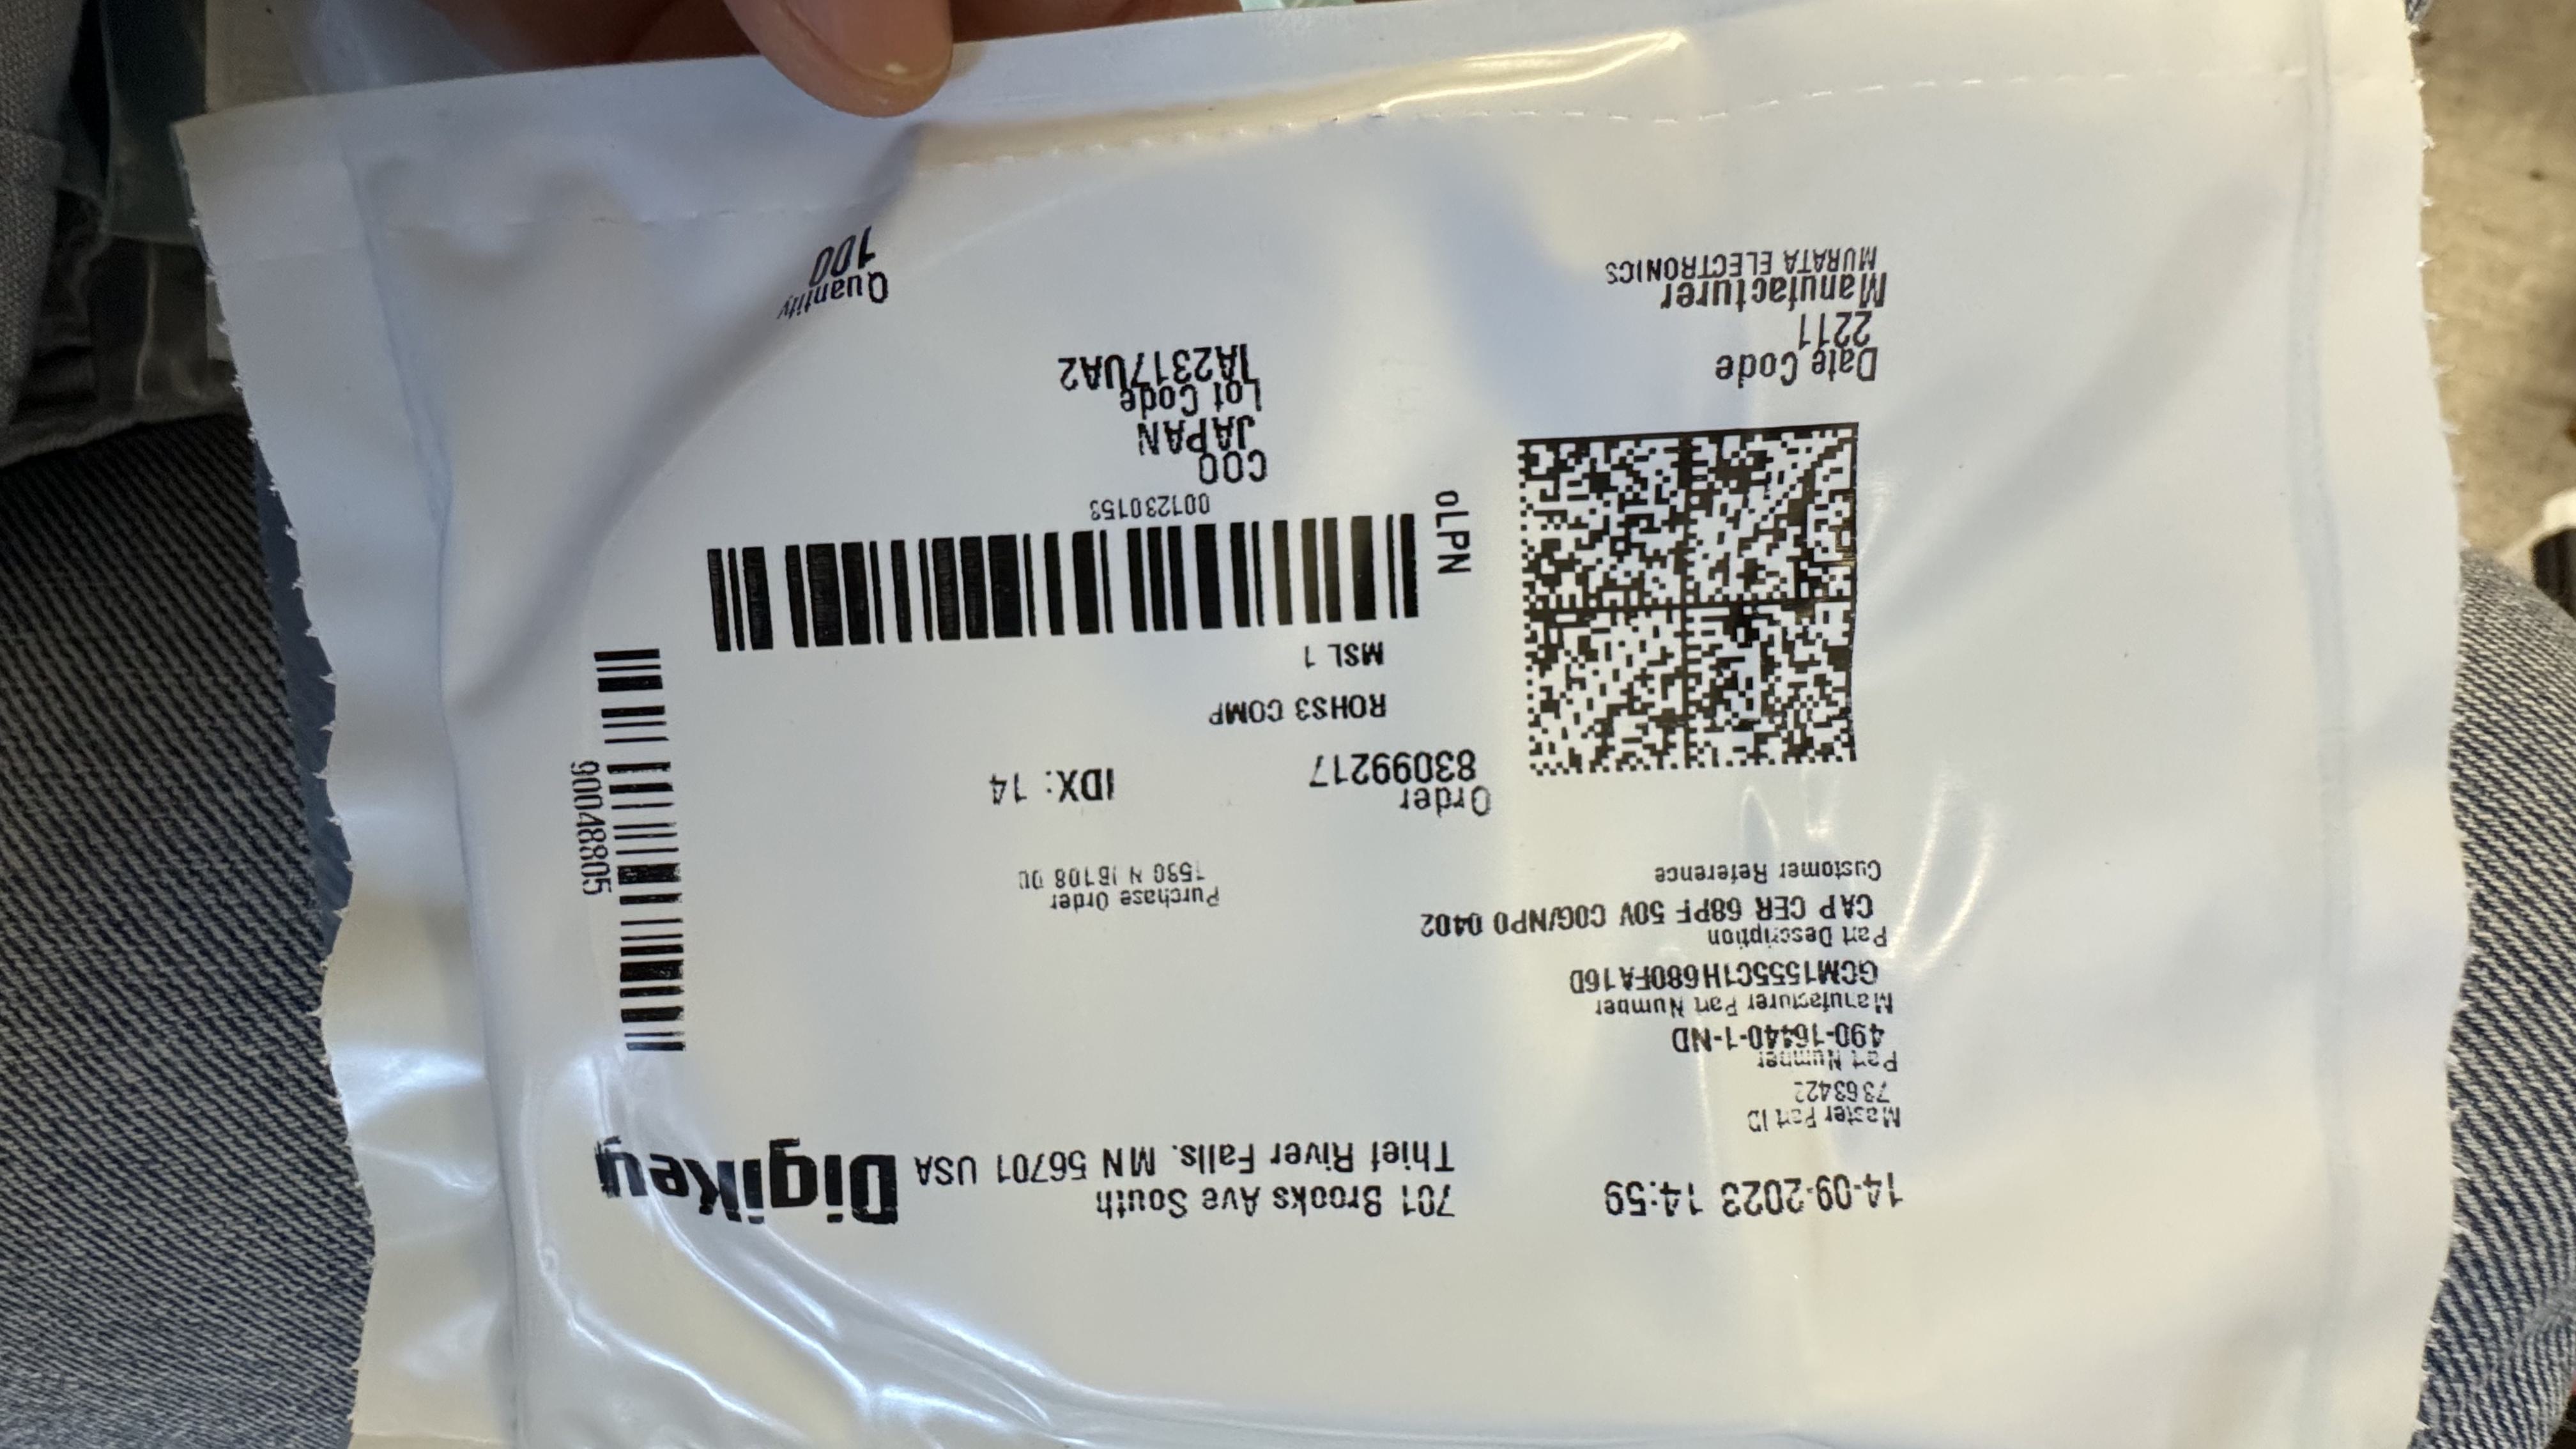 14-09-2023 14:59
701 Brooks Ave South
Thief River Falls, MN 56701 USA
DigiKey
Master Part ID
7363422
Part Number
490-16440-1-ND
Manufacturer Part Number
GCM1555C1H680FA16D
Part Description
CAP CER 68PF 50V C0G/NP0 0402
Customer Reference
Purchase Order
Order
83099217
IDX: 14
ROHS3 COMP
MSL 1
90048805
oLPN
001230153
COO
JAPAN
Lot Code
IA2317UA2
Date Code
2211
Manufacturer
MURATA ELECTRONICS
Quantity
100